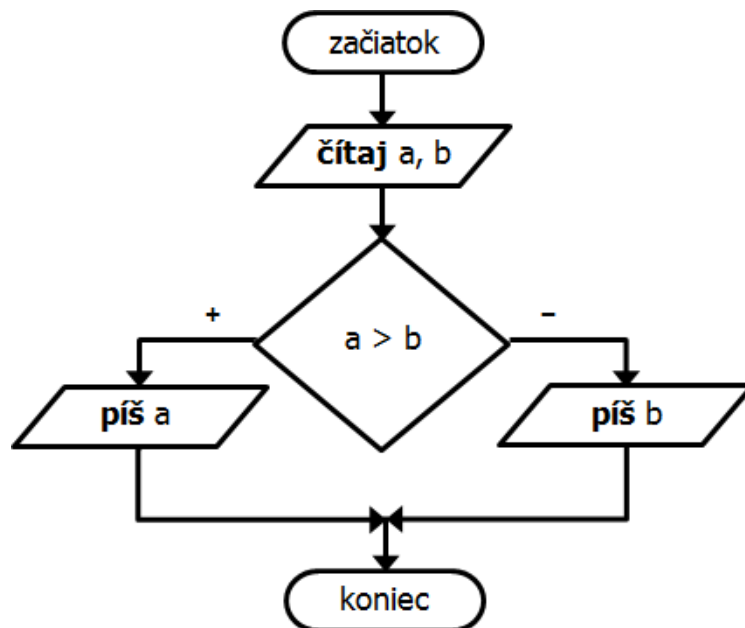 začiatok
čítaj a, b
+
a > b
–
píš a
píš b
koniec